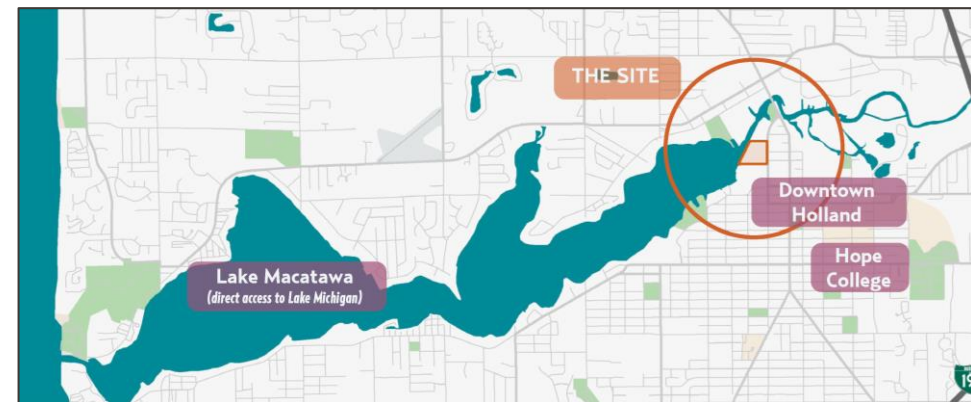 THE SITE
Downtown
Holland
Hope
College
Lake Macatawa
(direct access to Lake Michigan)